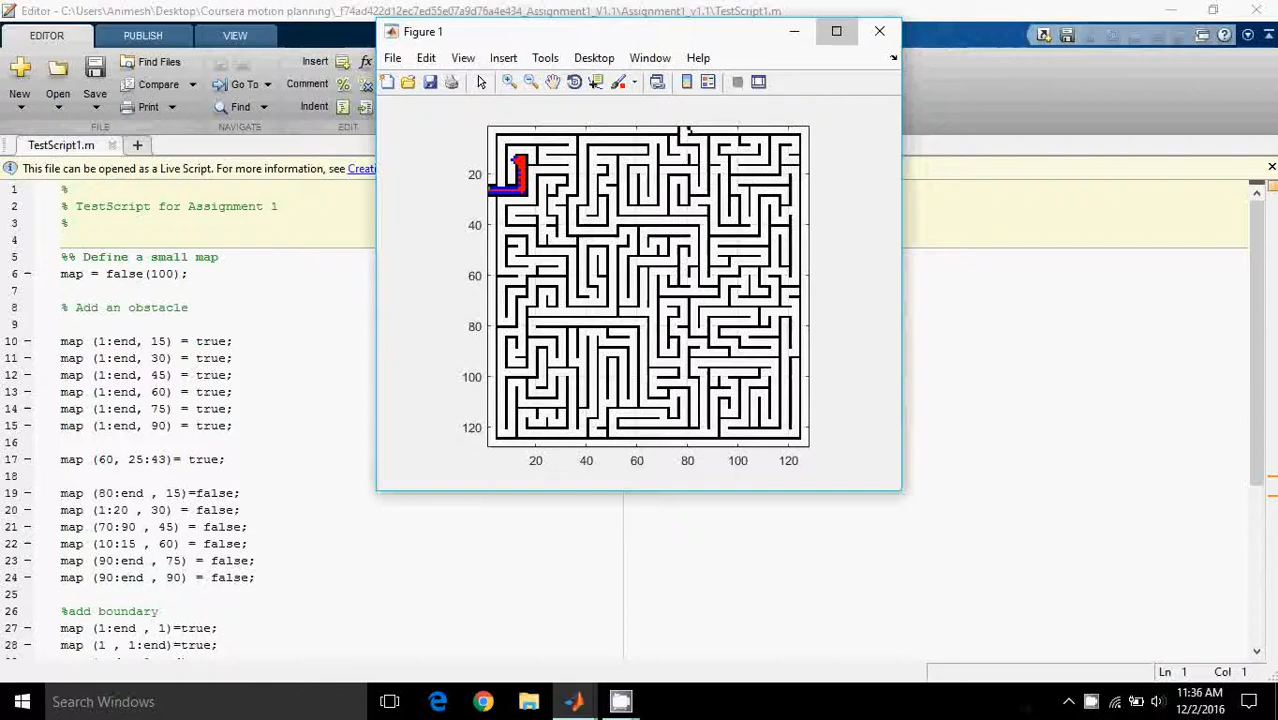 Editor - C:\Users\Animesh\Desktop\Coursera motion planning\_f74ad422d12ec7ed55e07a9d76a4e434_Assignment1_V1.1\Assignment1_v1.1\TestScript1.m
EDITOR PUBLISH VIEW
New Open Save
Find Files
Compare
Print
Go To
Find
Insert
Comment
Indent
FILE
EDIT
TestScript1.m
This file can be opened as a Live Script. For more information, see
Figure 1
File Edit View Insert Tools Desktop Window Help
20
40
60
80
100
120
20 40 60 80 100 120
1 %
2 % TestScript for Assignment 1
3 %
4
5 %% Define a small map
6 map = false(100);
7
8 % Add an obstacle
9
10 map (1:end, 15) = true;
11 map (1:end, 30) = true;
12 map (1:end, 45) = true;
13 map (1:end, 60) = true;
14 map (1:end, 75) = true;
15 map (1:end, 90) = true;
16
17 map (60, 25:43)= true;
18
19 map (80:end , 15)=false;
20 map (1:20 , 30) = false;
21 map (70:90 , 45) = false;
22 map (10:15 , 60) = false;
23 map (90:end , 75) = false;
24 map (90:end , 90) = false;
25
26 %add boundary
27 map (1:end , 1)=true;
28 map (1 , 1:end)=true;
Ln 1 Col 1
Search Windows
11:36 AM
12/2/2016